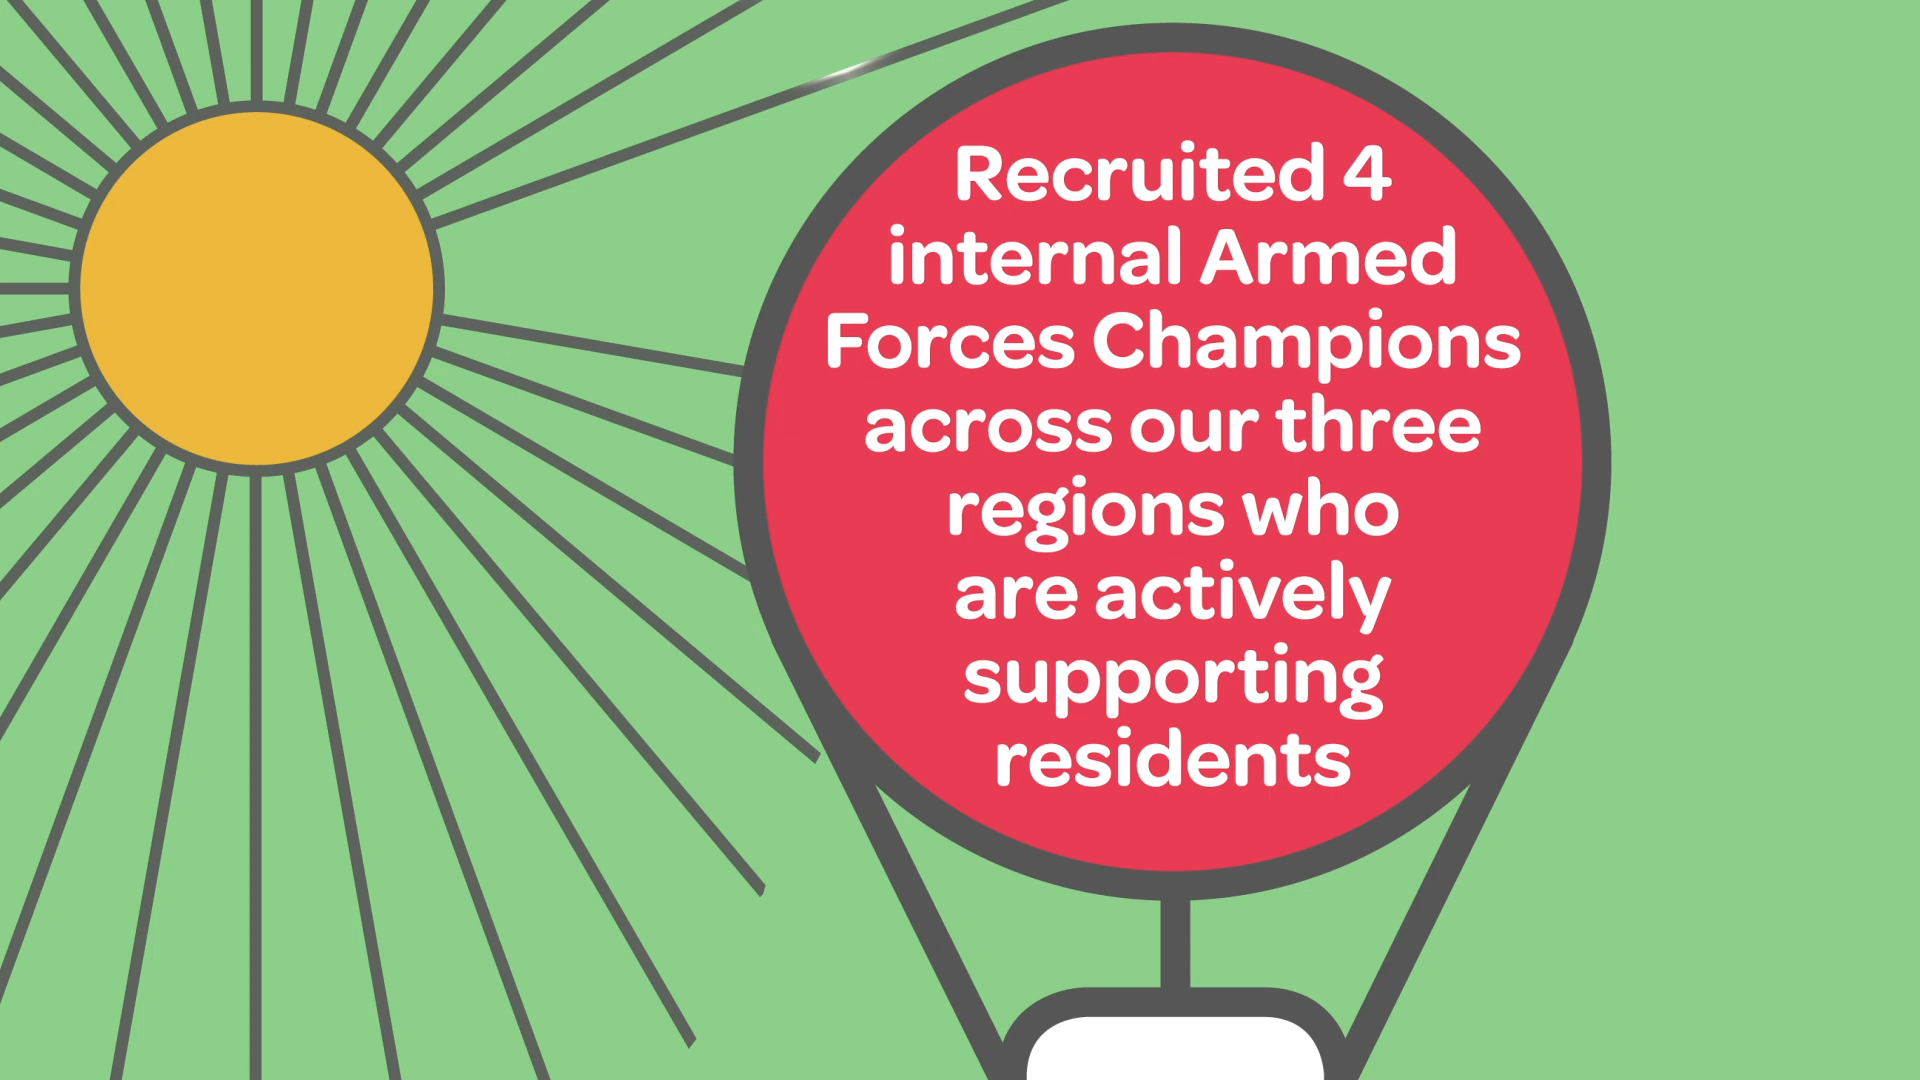 Recruited 4
internal Armed
Forces Champions
across our three
regions who
are actively
supporting
residents